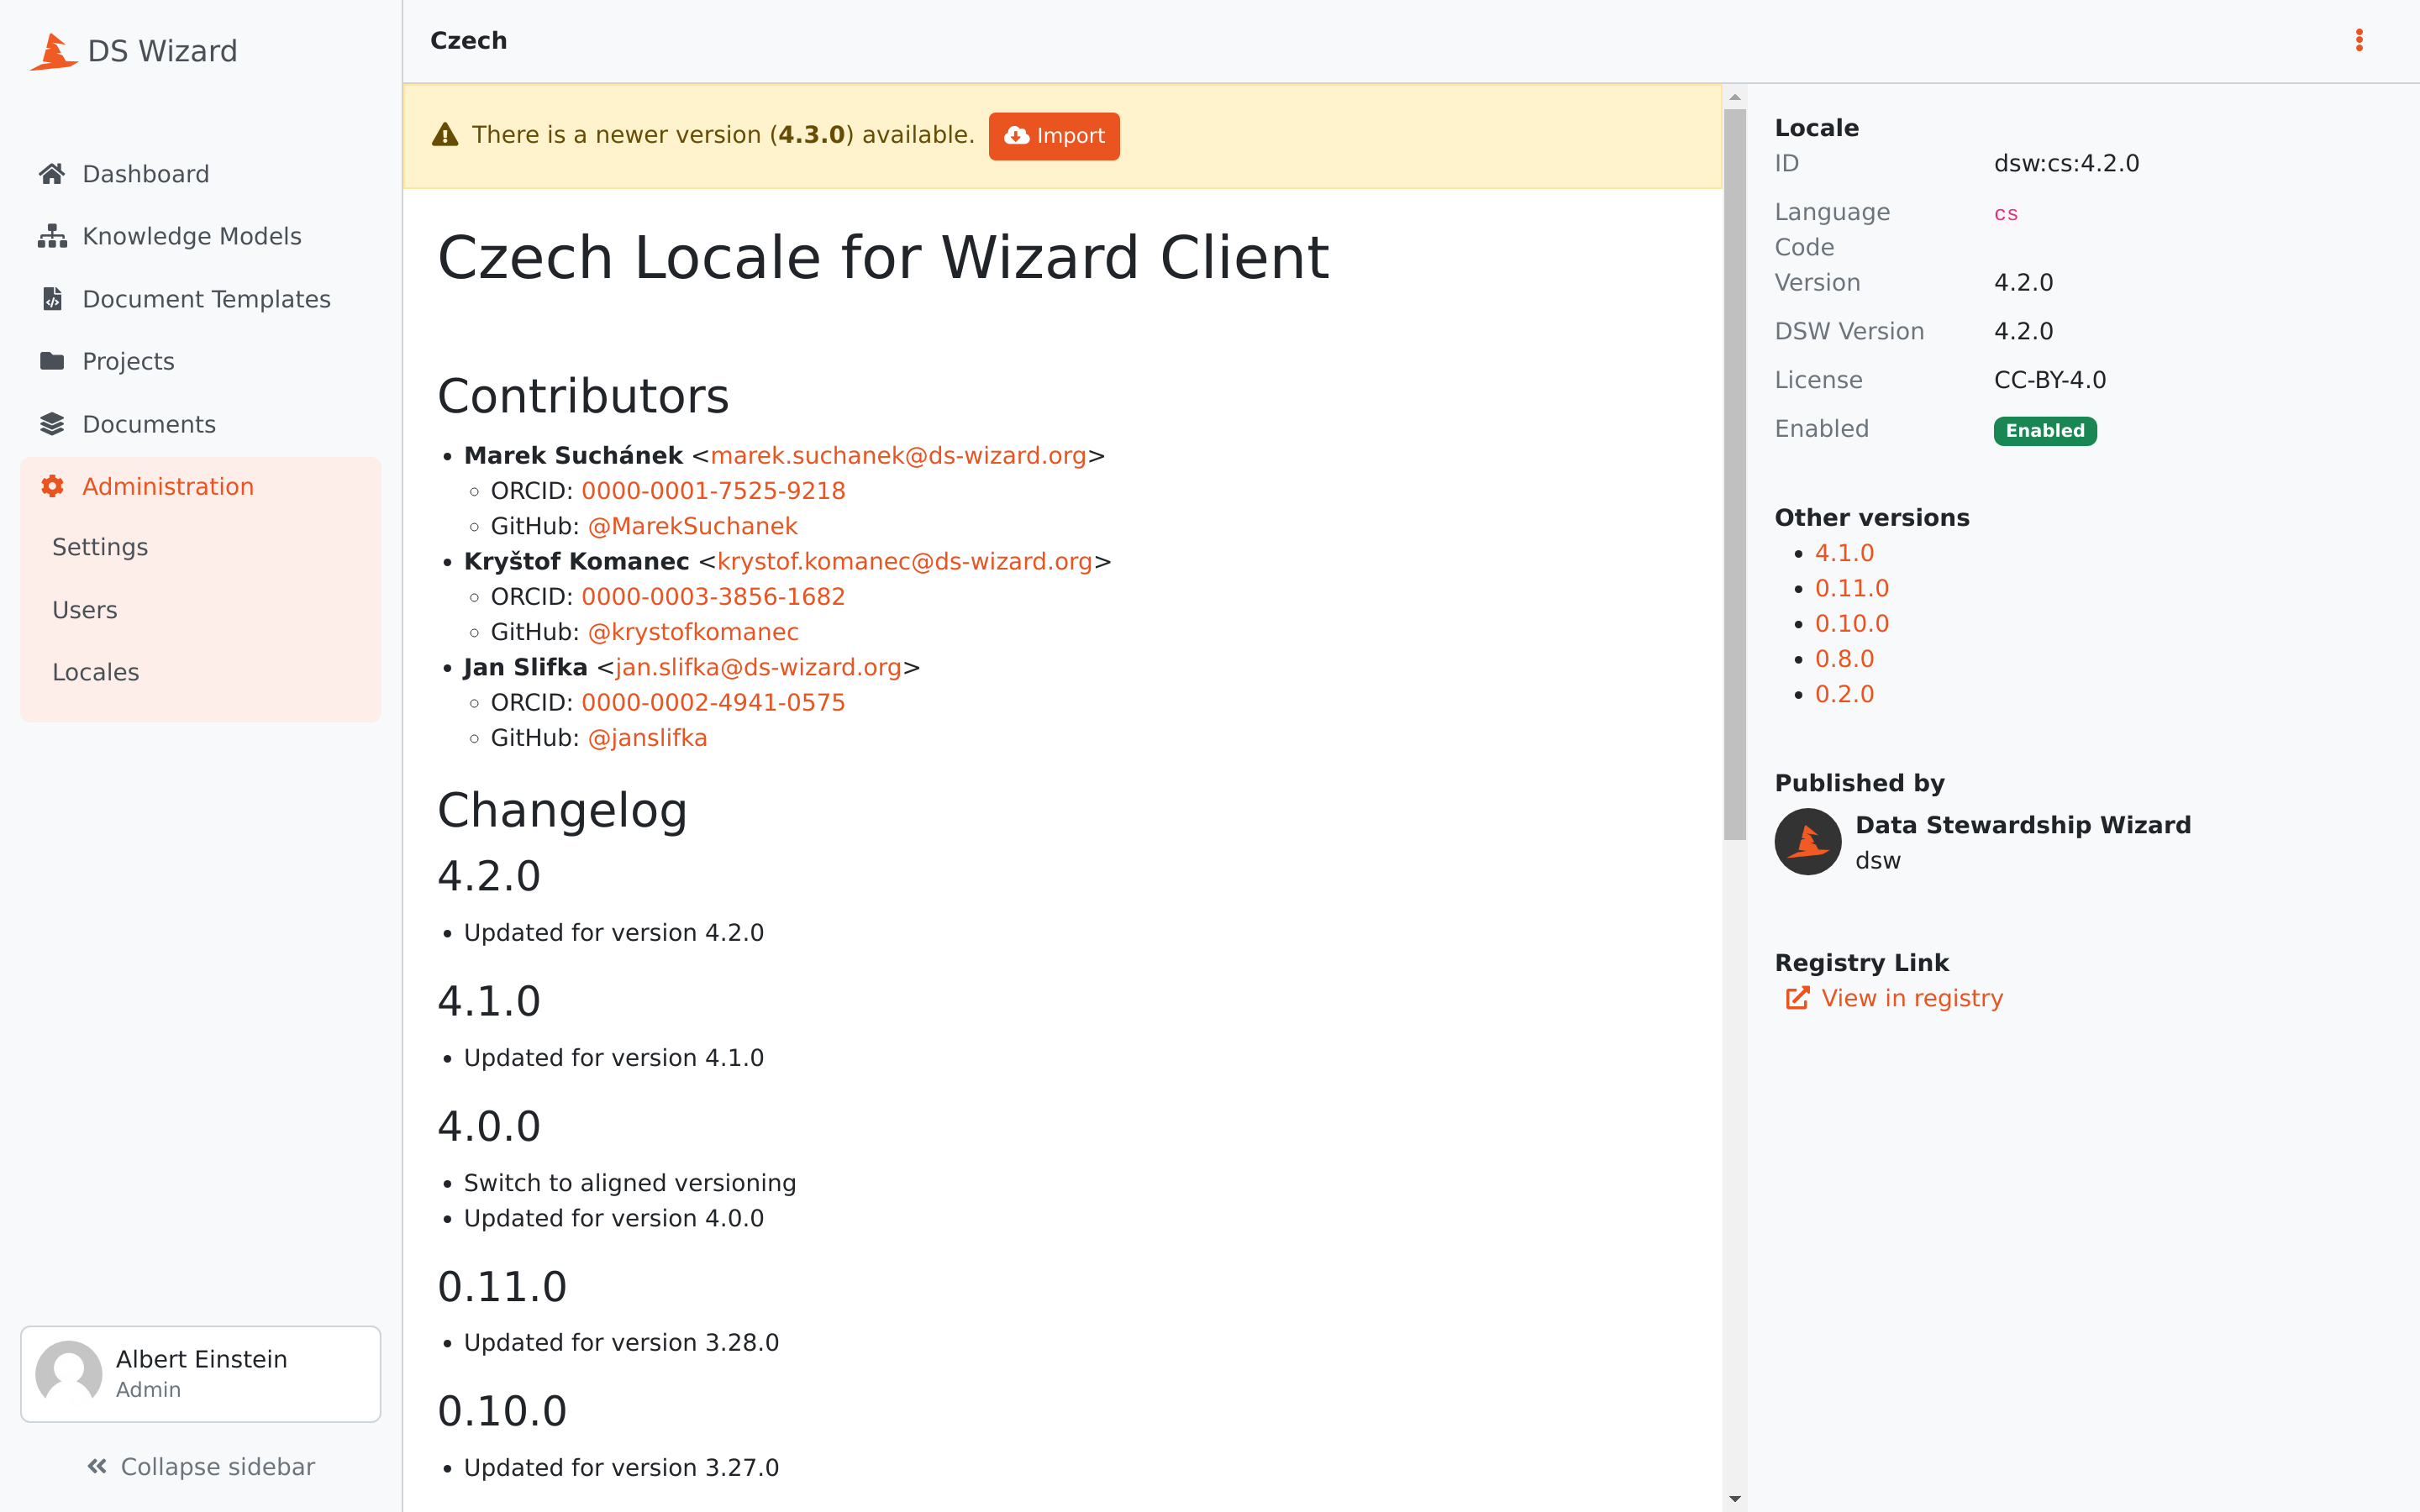 DS Wizard
Dashboard
Knowledge Models
Document Templates
Projects
Documents
Administration
Settings
Users
Locales
Albert Einstein
Admin
Collapse sidebar
Czech
There is a newer version (4.3.0) available. Import
Czech Locale for Wizard Client
Contributors
• Marek Suchánek <marek.suchanek@ds-wizard.org>
◦ ORCID: 0000-0001-7525-9218
◦ GitHub: @MarekSuchanek
• Kryštof Komanec <krystof.komanec@ds-wizard.org>
◦ ORCID: 0000-0003-3856-1682
◦ GitHub: @krystofkomanec
• Jan Slifka <jan.slifka@ds-wizard.org>
◦ ORCID: 0000-0002-4941-0575
◦ GitHub: @janslifka
Changelog
4.2.0
• Updated for version 4.2.0
4.1.0
• Updated for version 4.1.0
4.0.0
• Switch to aligned versioning
• Updated for version 4.0.0
0.11.0
• Updated for version 3.28.0
0.10.0
• Updated for version 3.27.0
Locale
ID dsw:cs:4.2.0
Language cs
Code
Version 4.2.0
DSW Version 4.2.0
License CC-BY-4.0
Enabled Enabled
Other versions
• 4.1.0
• 0.11.0
• 0.10.0
• 0.8.0
• 0.2.0
Published by
Data Stewardship Wizard
dsw
Registry Link
View in registry